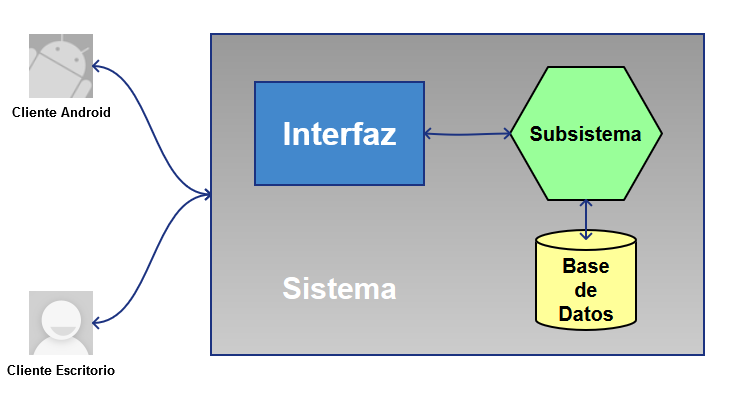 Cliente Android
Interfaz
Subsistema
Sistema
Base
de
Datos
Cliente Escritorio